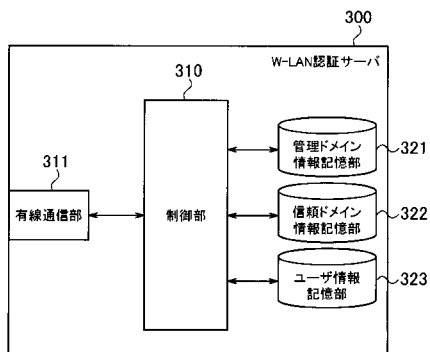 300
W-LAN認証サーバ
310
311
有線通信部
制御部
管理ドメイン
情報記憶部
321
信頼ドメイン
情報記憶部
322
ユーザ情報
記憶部
323